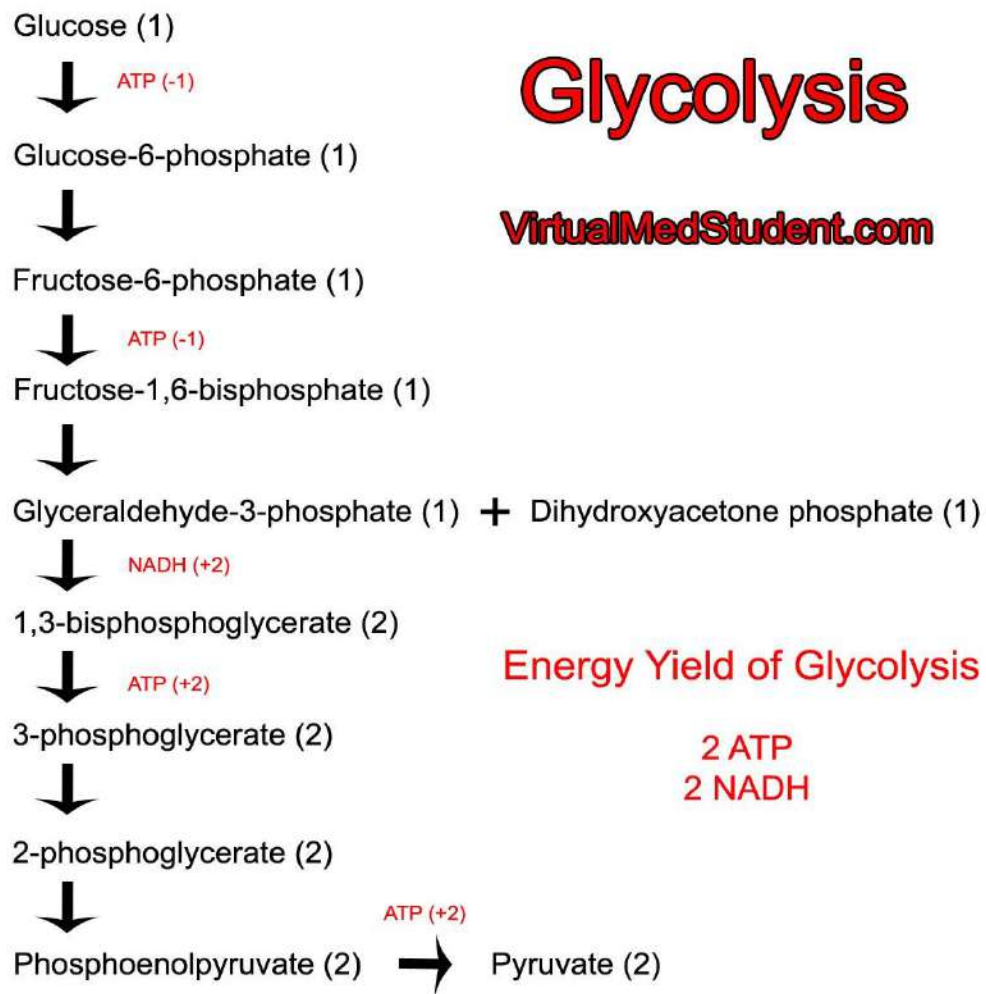 Glucose (1)
ATP (-1)
Glycolysis
Glucose-6-phosphate (1)
VirtualMedStudent.com
Fructose-6-phosphate (1)
ATP (-1)
Fructose-1,6-bisphosphate (1)
Glyceraldehyde-3-phosphate (1) + Dihydroxyacetone phosphate (1)
NADH (+2)
1,3-bisphosphoglycerate (2)
ATP (+2)
3-phosphoglycerate (2)
2-phosphoglycerate (2)
ATP (+2)
Phosphoenolpyruvate (2) Pyruvate (2)
Energy Yield of Glycolysis
2 ATP
2 NADH